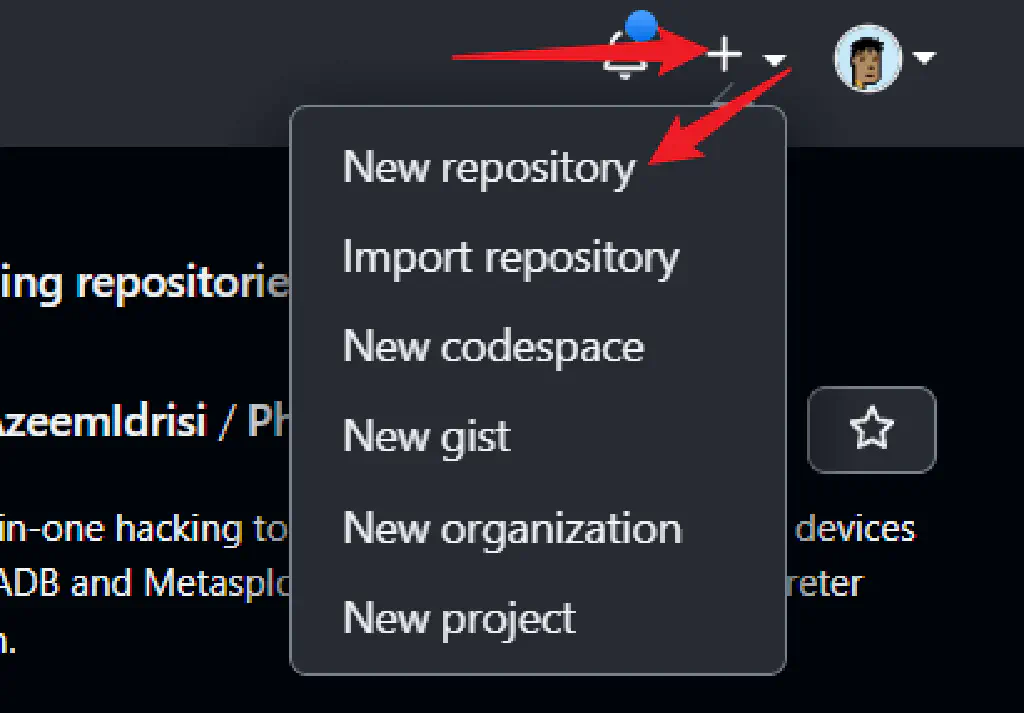 New repository
Import repository
ing repositorie
New codespace
AzeemIdrisi / Ph
New gist
in-one hacking to
New organization
devices
ADB and Metasplo
reter
New project
n.